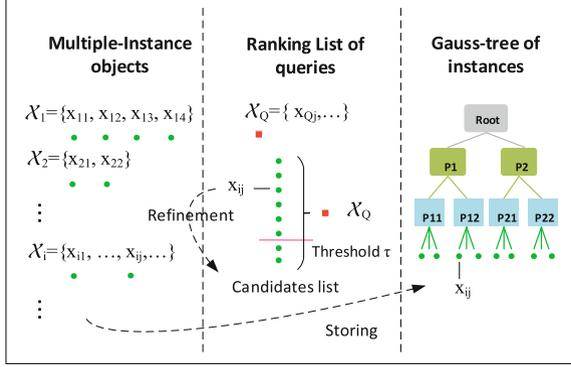 Multiple-Instance objects
Ranking List of queries
Gauss-tree of instances
𝒳1={x11, x12, x13, x14}
𝒳2={x21, x22}
⋮
𝒳i={xi1, …, xij,…}
⋮
𝒳Q={ xQj,…}
xij
Refinement
𝒳Q
Threshold τ
Candidates list
Storing
Root
P1 P2
P11 P12 P21 P22
xij